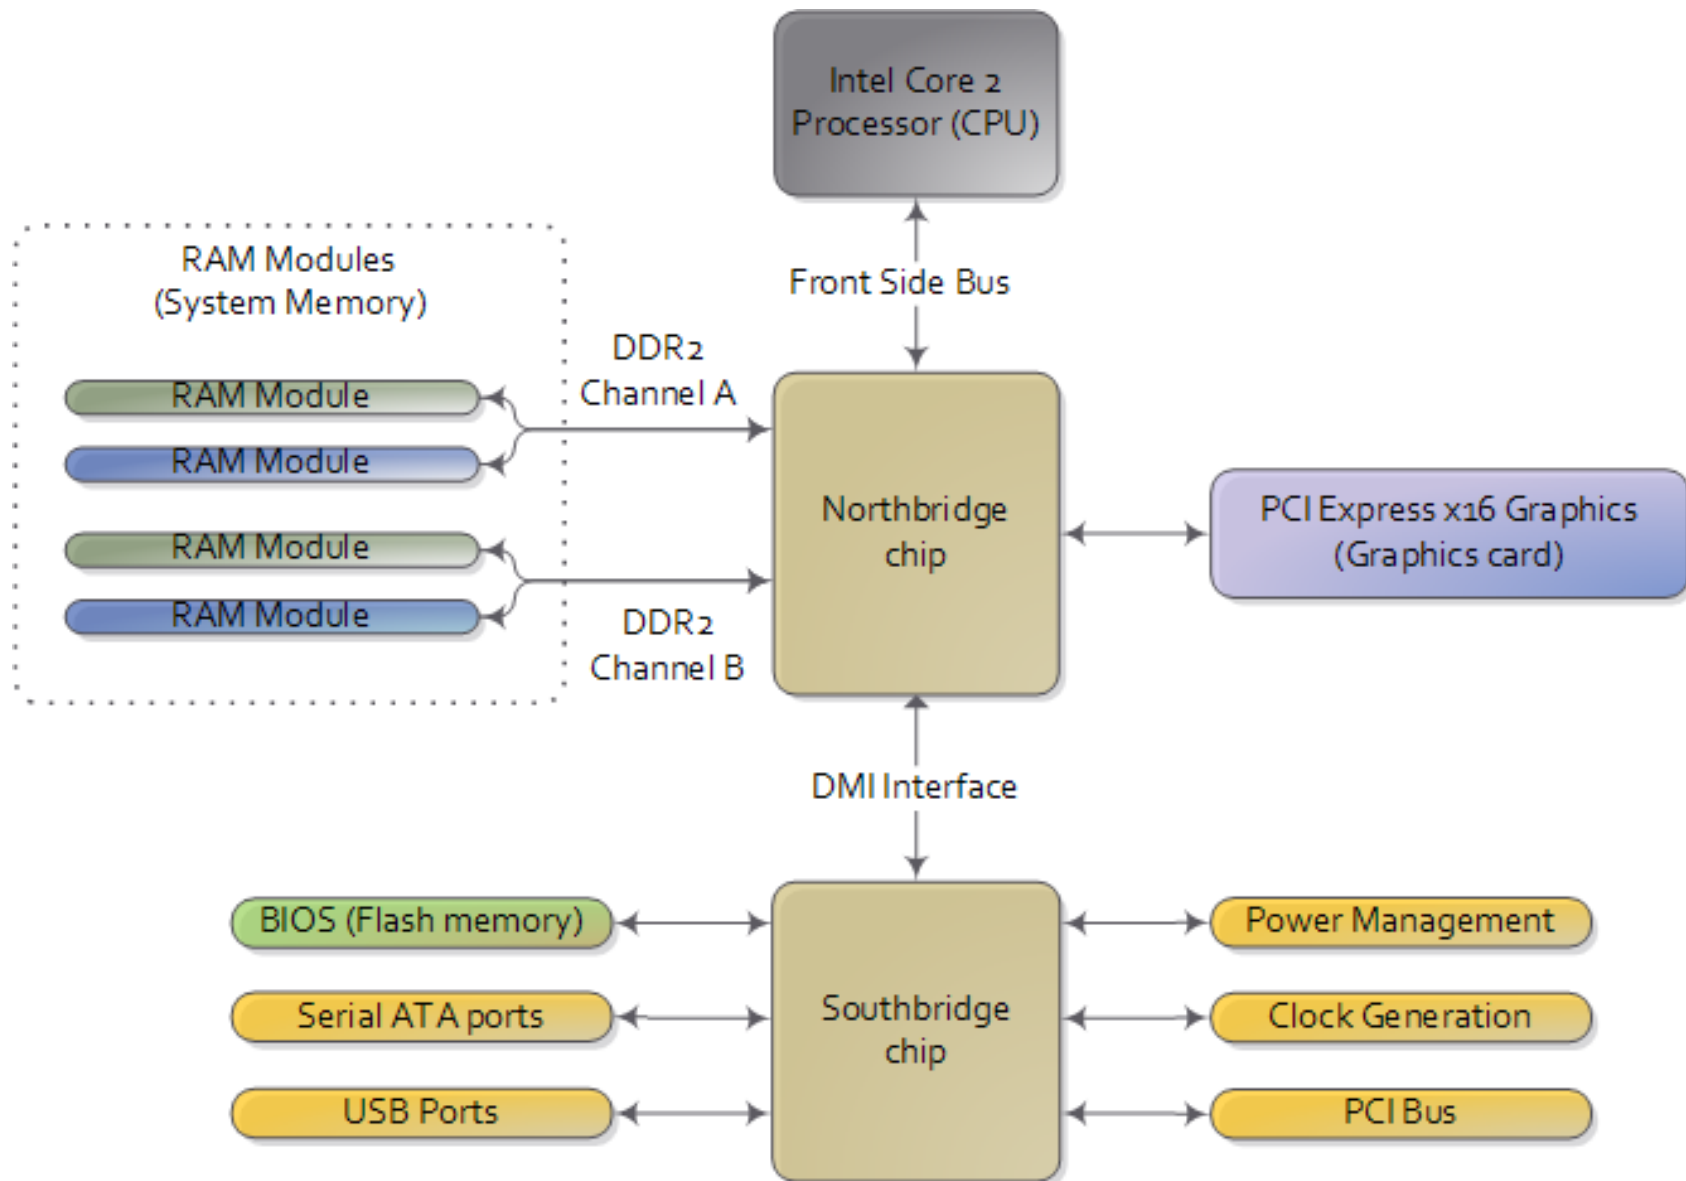 Intel Core 2
Processor (CPU)
Front Side Bus
RAM Modules
(System Memory)
DDR2
Channel A
RAM Module
RAM Module
RAM Module
RAM Module
DDR2
Channel B
Northbridge
chip
PCI Express x16 Graphics
(Graphics card)
DMI Interface
BIOS (Flash memory)
Serial ATA ports
USB Ports
Southbridge
chip
Power Management
Clock Generation
PCI Bus